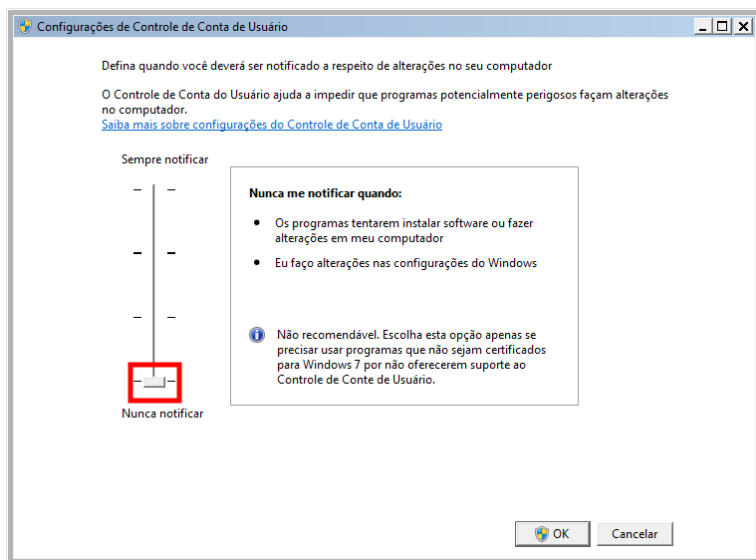 Configurações de Controle de Conta de Usuário
Defina quando você deverá ser notificado a respeito de alterações no seu computador
O Controle de Conta do Usuário ajuda a impedir que programas potencialmente perigosos façam alterações
no computador.
Saiba mais sobre configurações do Controle de Conta de Usuário
Sempre notificar
Nunca me notificar quando:
Os programas tentarem instalar software ou fazer
alterações em meu computador
Eu faço alterações nas configurações do Windows
Não recomendável. Escolha esta opção apenas se
precisar usar programas que não sejam certificados
para Windows 7 por não oferecerem suporte ao
Controle de Conte de Usuário.
Nunca notificar
OK
Cancelar